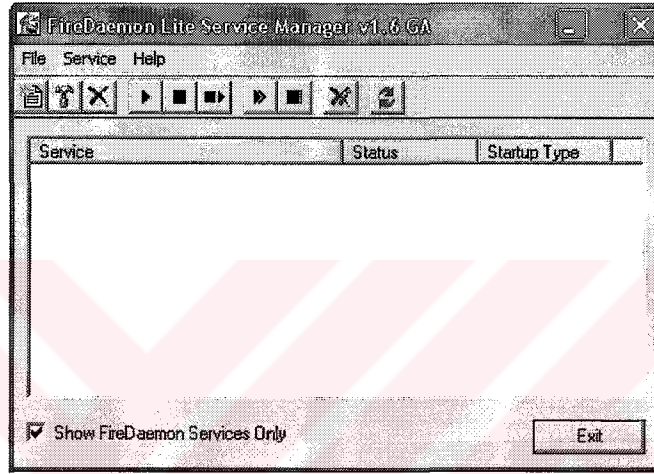 FireDaemon Lite Service Manager v1.6 GA
File Service Help
Service Status Startup Type
Show FireDaemon Services Only
Exit